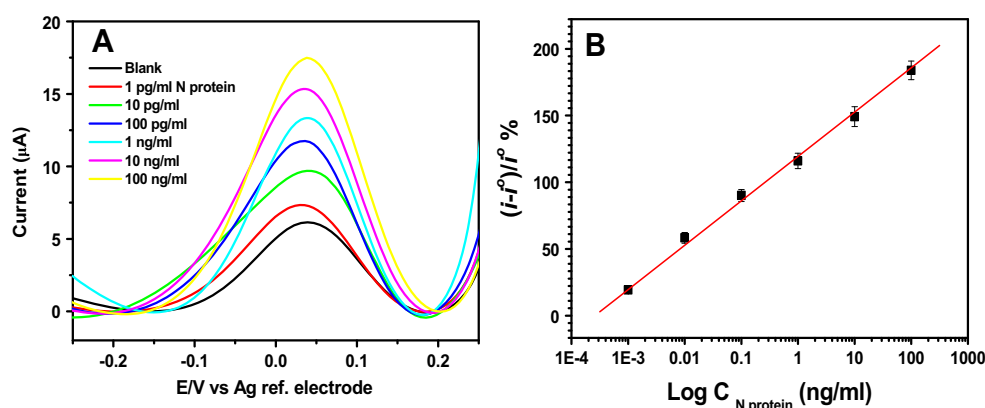 A
Blank
1 pg/ml N protein
10 pg/ml
100 pg/ml
1 ng/ml
10 ng/ml
100 ng/ml
Current (µA)
20
15
10
5
0
-0.2 -0.1 0.0 0.1 0.2
E/V vs Ag ref. electrode
B
(i-i°)/i° %
200
150
100
50
0
1E-4 1E-3 0.01 0.1 1 10 100 1000
Log C N protein (ng/ml)